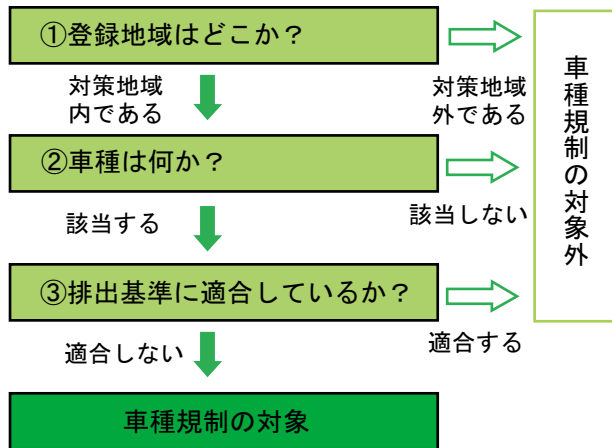 ①登録地域はどこか？
対策地域
内である
対策地域
外である
②車種は何か？
該当する
該当しない
③排出基準に適合しているか？
適合しない
適合する
車種規制の対象
車種規制の対象外